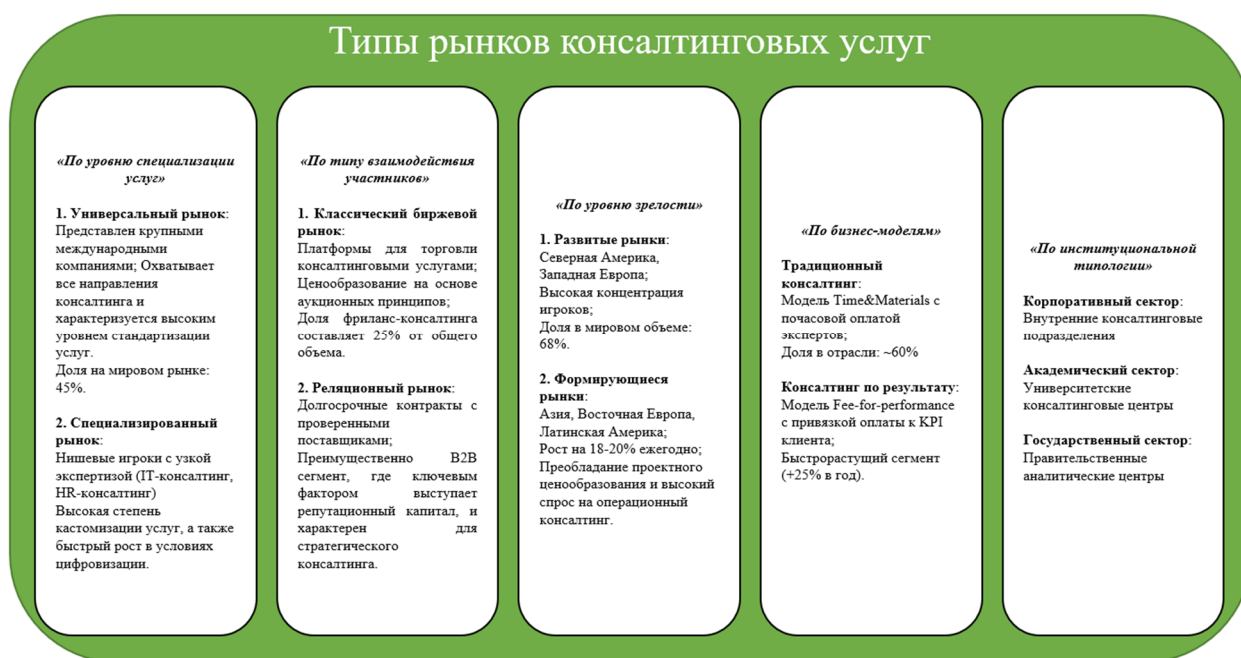 Типы рынков консалтинговых услуг
«По уровню специализации
услуг»
1. Универсальный рынок:
Представлен крупными
международными
компаниями; Охватывает
все направления
консалтинга и
характеризуется высоким
уровнем стандартизации
услуг.
Доля на мировом рынке:
45%.
2. Специализированный
рынок:
Нишевые игроки с узкой
экспертизой (IT-консалтинг,
HR-консалтинг)
Высокая степень
кастомизации услуг, а также
быстрый рост в условиях
цифровизации.
«По типу взаимодействия
участников»
1. Классический биржевой
рынок:
Платформы для торговли
консалтинговыми услугами;
Ценообразование на основе
аукционных принципов;
Доля фриланс-консалтинга
составляет 25% от общего
объема.
2. Реляционный рынок:
Долгосрочные контракты с
проверенными
поставщиками;
Преимущественно B2B
сегмент, где ключевым
фактором выступает
репутационный капитал, и
характерен для
стратегического
консалтинга.
«По уровню зрелости»
1. Развитые рынки:
Северная Америка,
Западная Европа;
Высокая концентрация
игроков;
Доля в мировом объеме:
68%.
2. Формирующиеся
рынки:
Азия, Восточная Европа,
Латинская Америка;
Рост на 18-20% ежегодно;
Преобладание проектного
ценообразования и высокий
спрос на операционный
консалтинг.
«По бизнес-моделям»
Традиционный
консалтинг:
Модель Time&Materials с
почасовой оплатой
экспертов;
Доля в отрасли: ~60%
Консалтинг по результату:
Модель Fee-for-performance
с привязкой оплаты к KPI
клиента;
Быстрорастущий сегмент
(+25% в год).
«По институциональной
типологии»
Корпоративный сектор:
Внутренние консалтинговые
подразделения
Академический сектор:
Университетские
консалтинговые центры
Государственный сектор:
Правительственные
аналитические центры